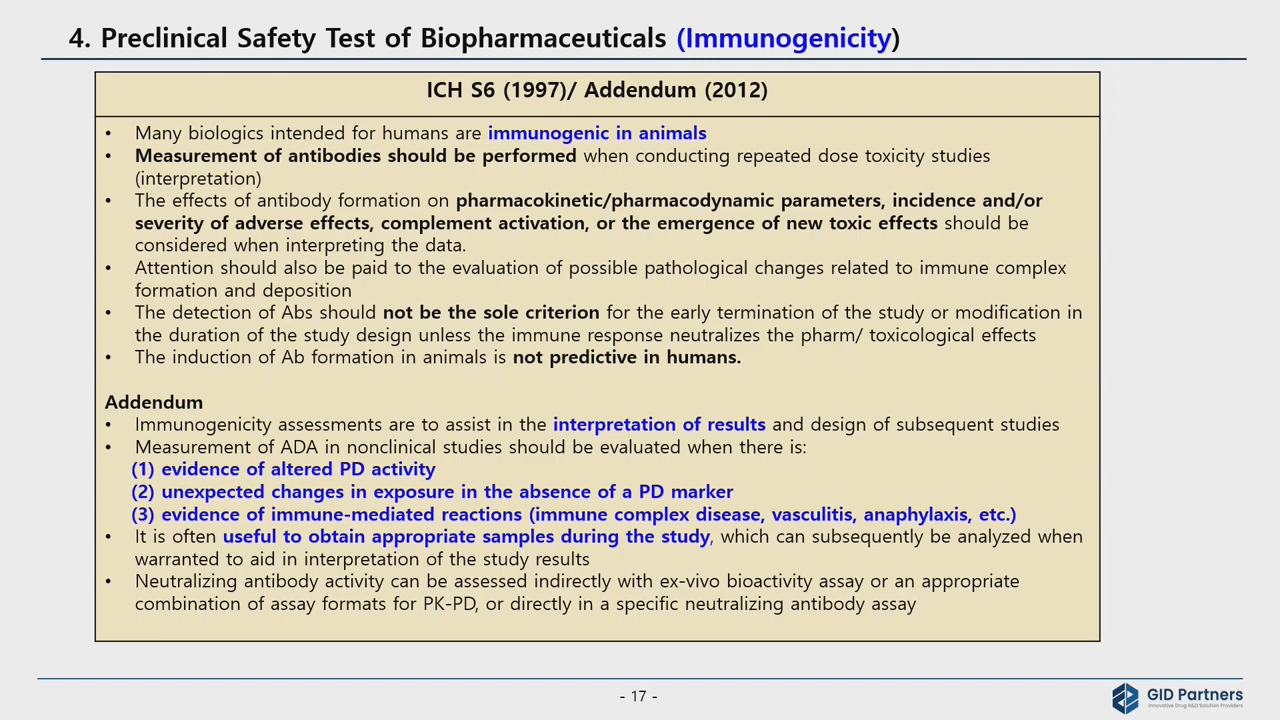 4. Preclinical Safety Test of Biopharmaceuticals (Immunogenicity)
ICH S6 (1997)/ Addendum (2012)
• Many biologics intended for humans are immunogenic in animals
• Measurement of antibodies should be performed when conducting repeated dose toxicity studies
(interpretation)
• The effects of antibody formation on pharmacokinetic/pharmacodynamic parameters, incidence and/or
severity of adverse effects, complement activation, or the emergence of new toxic effects should be
considered when interpreting the data.
• Attention should also be paid to the evaluation of possible pathological changes related to immune complex
formation and deposition
• The detection of Abs should not be the sole criterion for the early termination of the study or modification in
the duration of the study design unless the immune response neutralizes the pharm/ toxicological effects
• The induction of Ab formation in animals is not predictive in humans.
Addendum
• Immunogenicity assessments are to assist in the interpretation of results and design of subsequent studies
• Measurement of ADA in nonclinical studies should be evaluated when there is:
(1) evidence of altered PD activity
(2) unexpected changes in exposure in the absence of a PD marker
(3) evidence of immune-mediated reactions (immune complex disease, vasculitis, anaphylaxis, etc.)
• It is often useful to obtain appropriate samples during the study, which can subsequently be analyzed when
warranted to aid in interpretation of the study results
• Neutralizing antibody activity can be assessed indirectly with ex-vivo bioactivity assay or an appropriate
combination of assay formats for PK-PD, or directly in a specific neutralizing antibody assay
- 17 -
GID Partners
Innovative Drug R&D Solution Providers